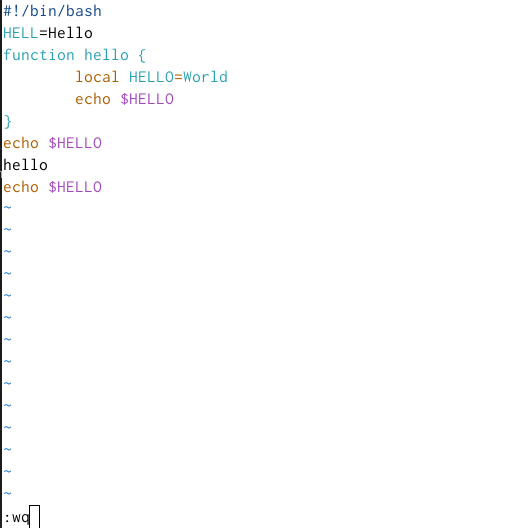 #!/bin/bash
HELL=Hello
function hello {
        local HELLO=World
        echo $HELLO
}
echo $HELLO
hello
echo $HELLO
~
~
~
~
~
~
~
~
~
~
~
~
~
~
:wq